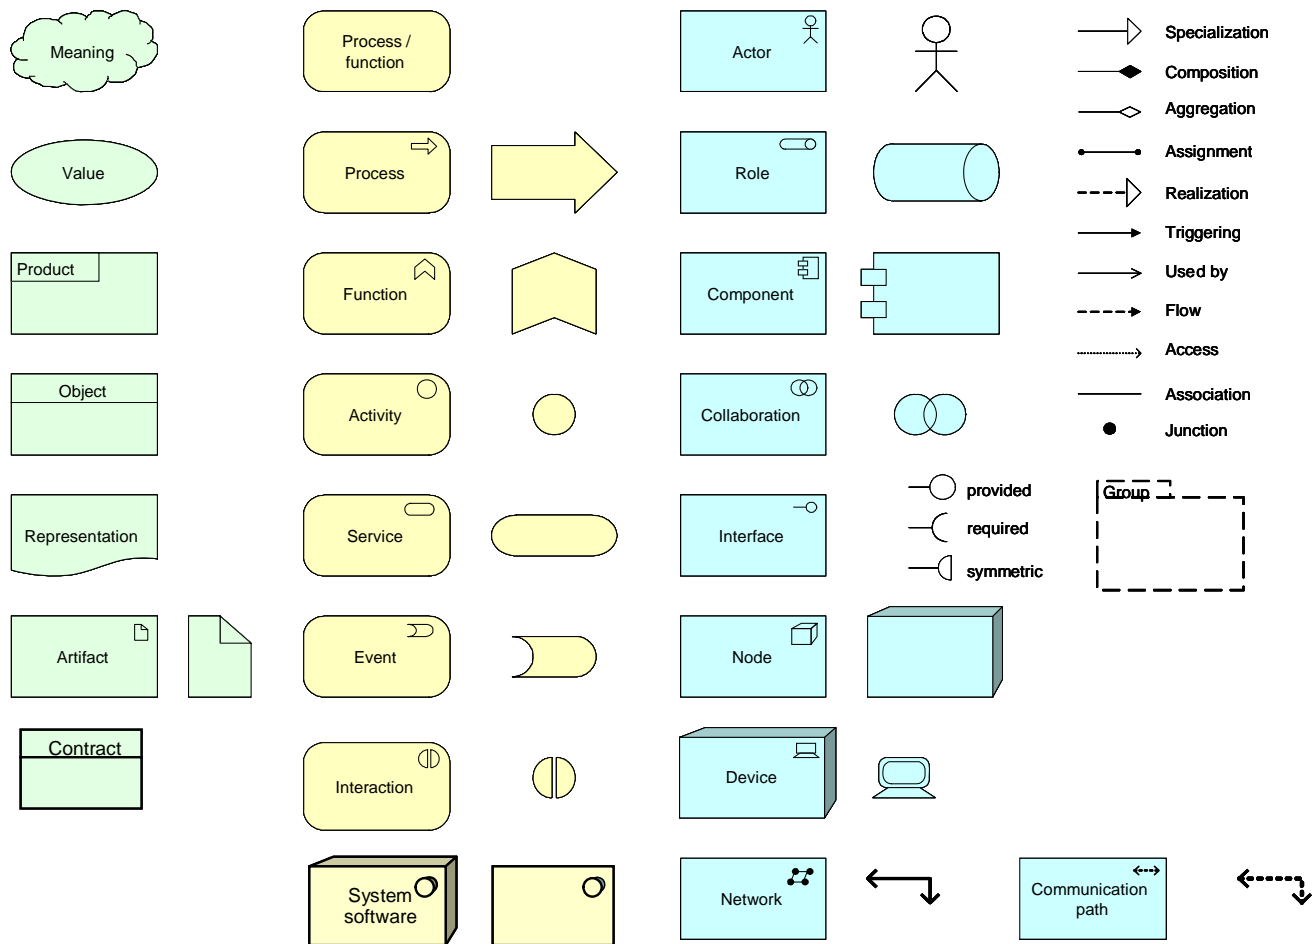 Meaning
Process /
function
Actor
Specialization
Composition
Aggregation
Value
Process
Role
Assignment
Realization
Triggering
Product
Function
Component
Used by
Flow
Access
Object
Activity
Collaboration
Association
Junction
Representation
Service
Interface
provided
required
symmetric
Group
Artifact
Event
Node
Contract
Interaction
Device
System
software
Network
Communication
path